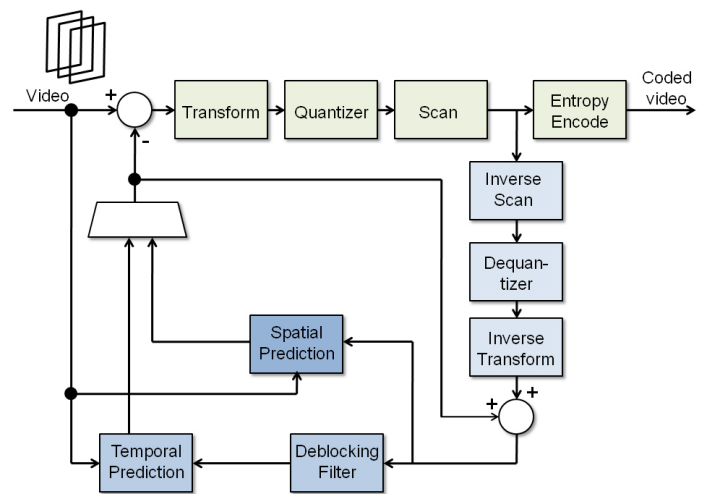 Video
+
-
Transform
Quantizer
Scan
Entropy
Encode
Coded
video
Inverse
Scan
Dequan-
tizer
Inverse
Transform
+
+
Spatial
Prediction
Temporal
Prediction
Deblocking
Filter